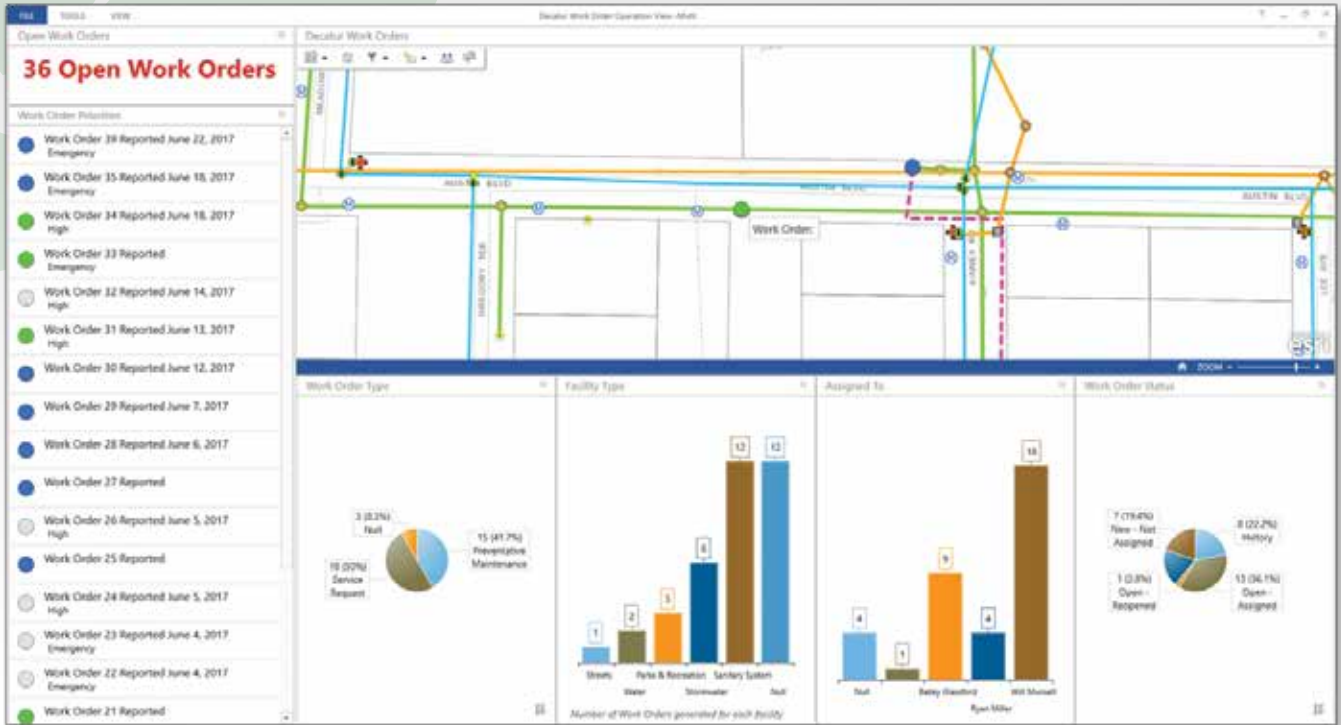 FILE TOOLS VIEW
Decatur Work Order Operation View
Open Work Orders
36 Open Work Orders
Work Order Priorities
Work Order 39 Reported June 22, 2017
Emergency
Work Order 35 Reported June 18, 2017
Emergency
Work Order 34 Reported June 18, 2017
High
Work Order 33 Reported
Emergency
Work Order 32 Reported June 14, 2017
High
Work Order 31 Reported June 13, 2017
High
Work Order 30 Reported June 12, 2017
Work Order 29 Reported June 7, 2017
Work Order 28 Reported June 6, 2017
Work Order 27 Reported
Work Order 26 Reported June 5, 2017
High
Work Order 25 Reported
Work Order 24 Reported June 5, 2017
High
Work Order 23 Reported June 4, 2017
Emergency
Work Order 22 Reported June 4, 2017
Emergency
Work Order 21 Reported
Decatur Work Orders
AUSTIN BLVD
AUSTIN BLVD
AUSTIN BLVD
Work Order:
esri
ZOOM
Work Order Type
3 (8.3%)
Null
15 (41.7%)
Preventative
Maintenance
18 (50%)
Service
Request
Facility Type
1
2
5
12
12
Streets
Water
Parks & Recreation
Stormwater
Sanitary System
Null
Number of Work Orders generated for each facility
Assigned To
4
1
9
4
18
Null
Ryan Miller
Work Order Status
7 (19.4%)
New - Not
Assigned
8 (22.2%)
History
1 (2.8%)
Open -
Reopened
13 (36.1%)
Open -
Assigned